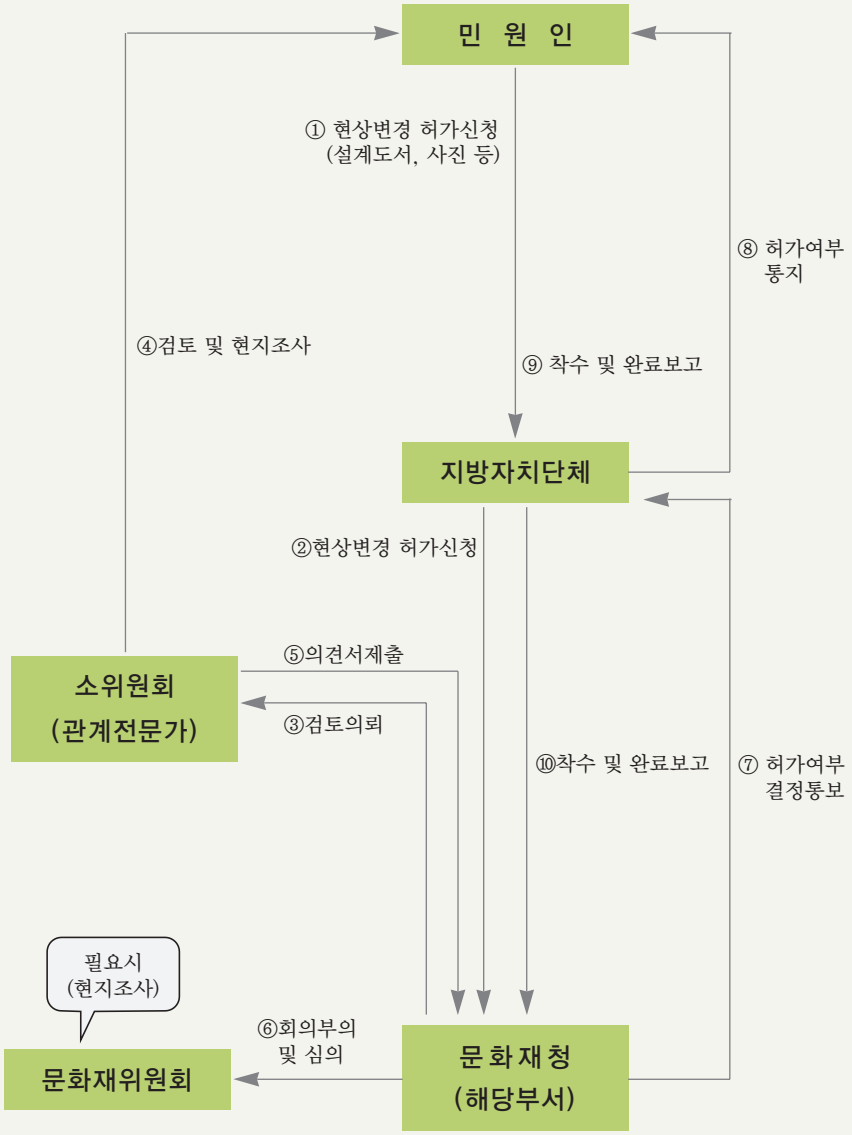 민 원 인
① 현상변경 허가신청
(설계도서, 사진 등)
⑧ 허가여부
통지
④검토 및 현지조사
⑨ 착수 및 완료보고
지방자치단체
②현상변경 허가신청
⑤의견서제출
소위원회
(관계전문가)
③검토의뢰
⑩착수 및 완료보고
⑦ 허가여부
결정통보
필요시
(현지조사)
⑥회의부의
및 심의
문화재위원회
문화재청
(해당부서)